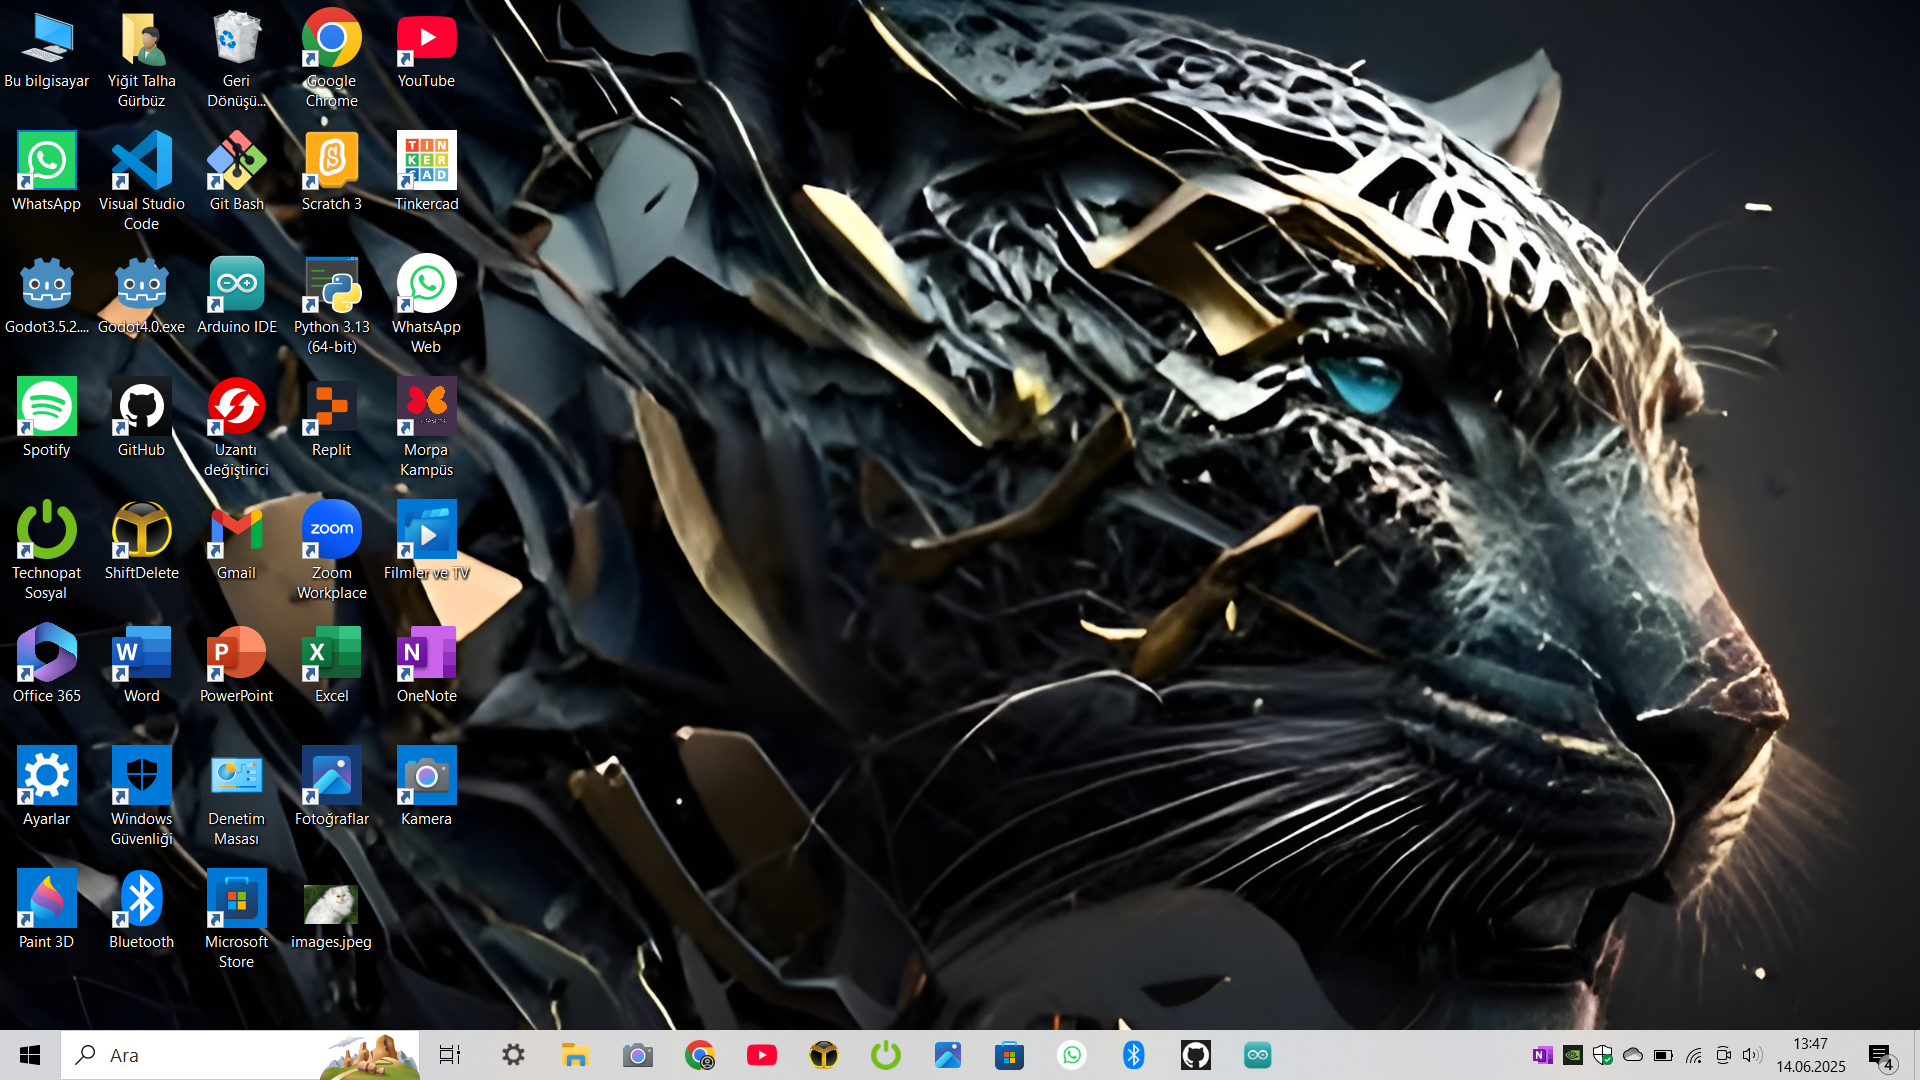 Bu bilgisayar
Yiğit Talha
Gürbüz
Geri
Dönüşü...
Google
Chrome
YouTube
WhatsApp
Visual Studio
Code
Git Bash
Scratch 3
TIN
KER
CAD
Tinkercad
Godot3.5.2....
Godot4.0.exe
Arduino IDE
Python 3.13
(64-bit)
WhatsApp
Web
Spotify
GitHub
Uzantı
değiştirici
Replit
Morpa
Kampüs
Technopat
Sosyal
ShiftDelete
Gmail
zoom
Zoom
Workplace
Filmler ve TV
Office 365
W
Word
P
PowerPoint
X
Excel
N
OneNote
Ayarlar
Windows
Güvenliği
Denetim
Masası
Fotoğraflar
Kamera
Paint 3D
Bluetooth
Microsoft
Store
images.jpeg
Ara
N
13:47
14.06.2025
4